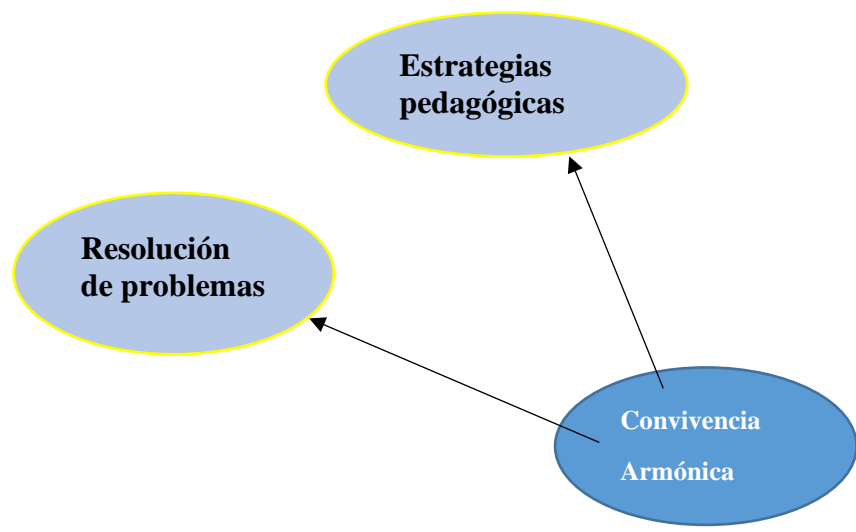 Estrategias
pedagógicas
Resolución
de problemas
Convivencia
Armónica